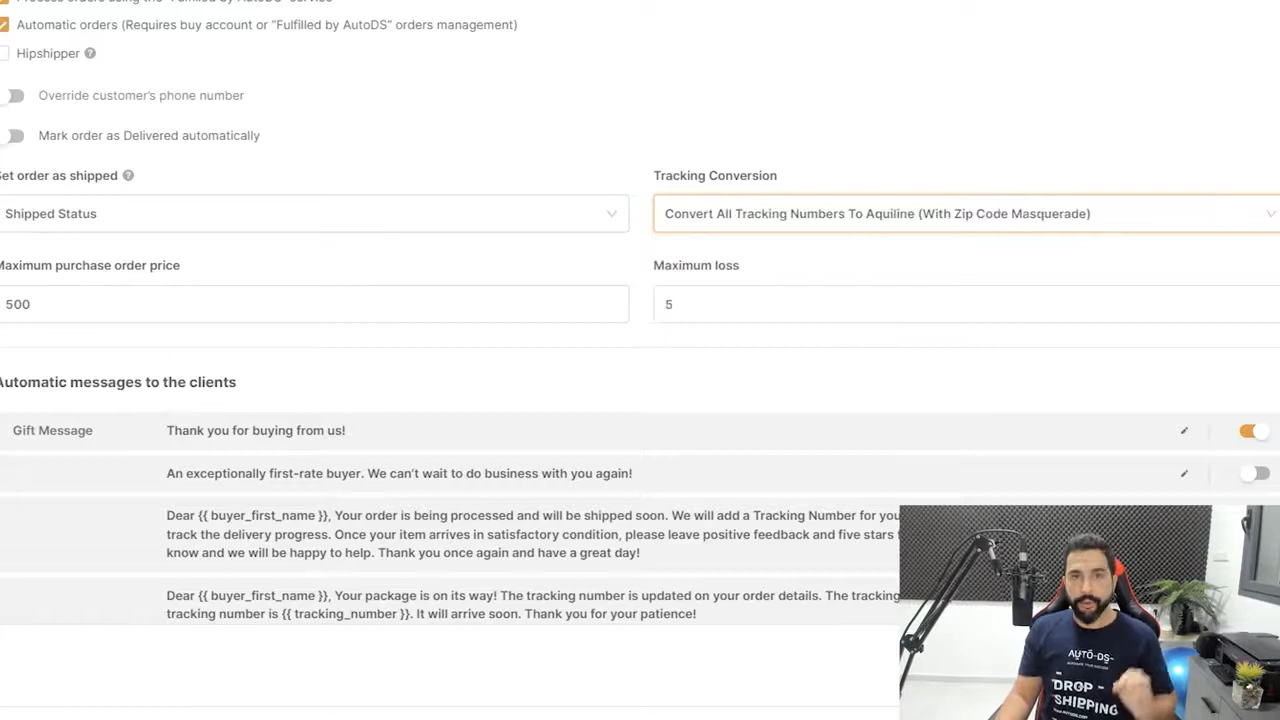 Automatic orders (Requires buy account or “Fulfilled by AutoDS” orders management)
Hipshipper
Override customer's phone number
Mark order as Delivered automatically
Set order as shipped
Tracking Conversion
Shipped Status
Convert All Tracking Numbers To Aquiline (With Zip Code Masquerade)
Maximum purchase order price
Maximum loss
500
5
Automatic messages to the clients
Gift Message
Thank you for buying from us!
An exceptionally first-rate buyer. We can't wait to do business with you again!
Dear {{ buyer_first_name }}, Your order is being processed and will be shipped soon. We will add a Tracking Number for you
track the delivery progress. Once your item arrives in satisfactory condition, please leave positive feedback and five stars
know and we will be happy to help. Thank you once again and have a great day!
Dear {{ buyer_first_name }}, Your package is on its way! The tracking number is updated on your order details. The tracking
tracking number is {{ tracking_number }}. It will arrive soon. Thank you for your patience!
AUTO-DS
DROP
SHIPPING